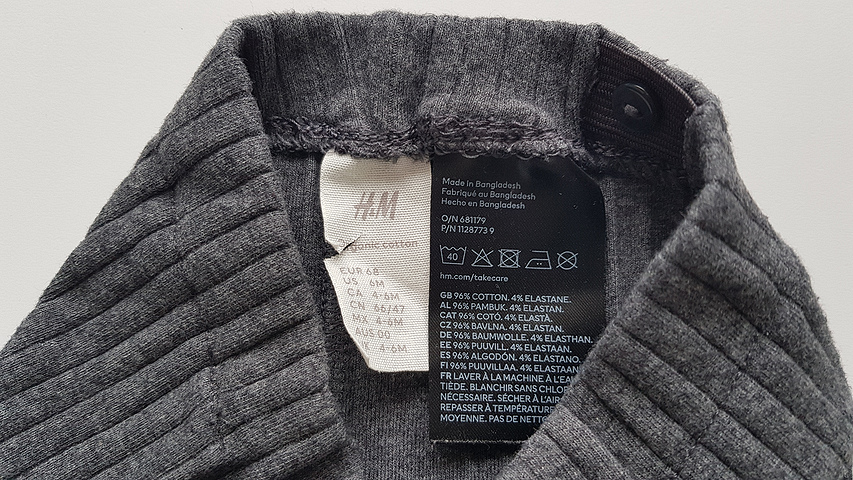 H&M
organic cotton
EUR 68
US 6M
CA 4-6M
CN 66/47
MX 4-6M
AUS 00
4-6M
Made in Bangladesh
Fabriqué au Bangladesh
Hecho en Bangladesh
O/N 681179
P/N 1128773 9
40
hm.com/takecare
GB 96% COTTON. 4% ELASTANE.
AL 96% PAMBUK. 4% ELASTAN.
CAT 96% COTÓ. 4% ELASTÀ.
CZ 96% BAVLNA. 4% ELASTAN.
DE 96% BAUMWOLLE. 4% ELASTHAN.
EE 96% PUUVILL. 4% ELASTAAN.
ES 96% ALGODÓN. 4% ELASTANO.
FI 96% PUUVILLAA. 4% ELASTAAN
FR LAVER À LA MACHINE À L'EAU
TIÈDE. BLANCHIR SANS CHLOR
NÉCESSAIRE. SÉCHER À L'AIR
REPASSER À TEMPÉRATURE
MOYENNE. PAS DE NETTO